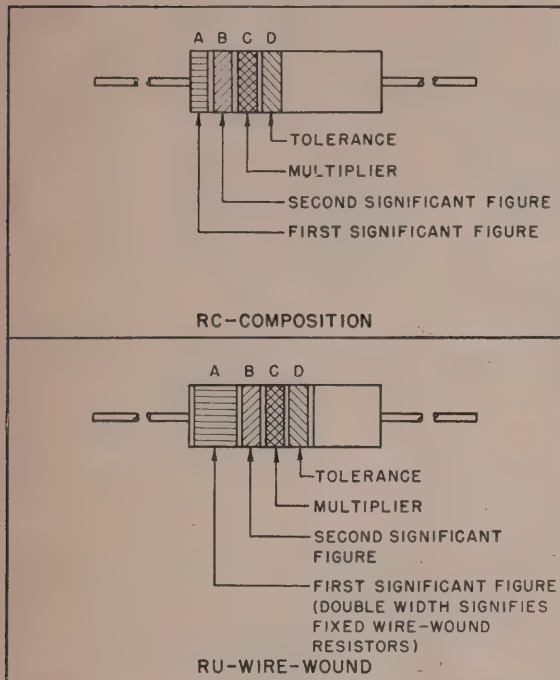 A B C D
TOLERANCE
MULTIPLIER
SECOND SIGNIFICANT FIGURE
FIRST SIGNIFICANT FIGURE
RC-COMPOSITION
A B C D
TOLERANCE
MULTIPLIER
SECOND SIGNIFICANT
FIGURE
FIRST SIGNIFICANT FIGURE
(DOUBLE WIDTH SIGNIFIES
FIXED WIRE-WOUND
RESISTORS)
RU-WIRE-WOUND